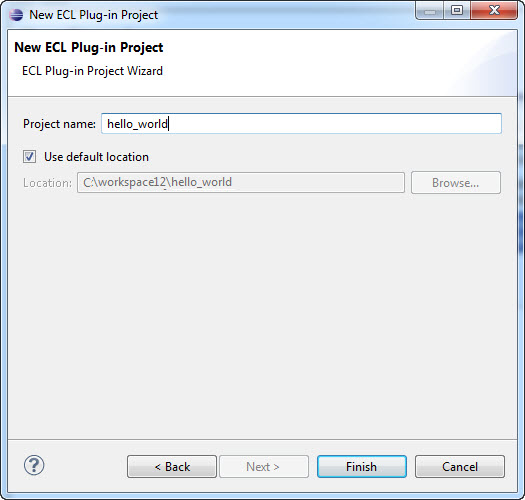 New ECL Plug-in Project
New ECL Plug-in Project
ECL Plug-in Project Wizard
Project name: hello_world
Use default location
Location: C:\workspace12\hello_world Browse...
? < Back Next > Finish Cancel